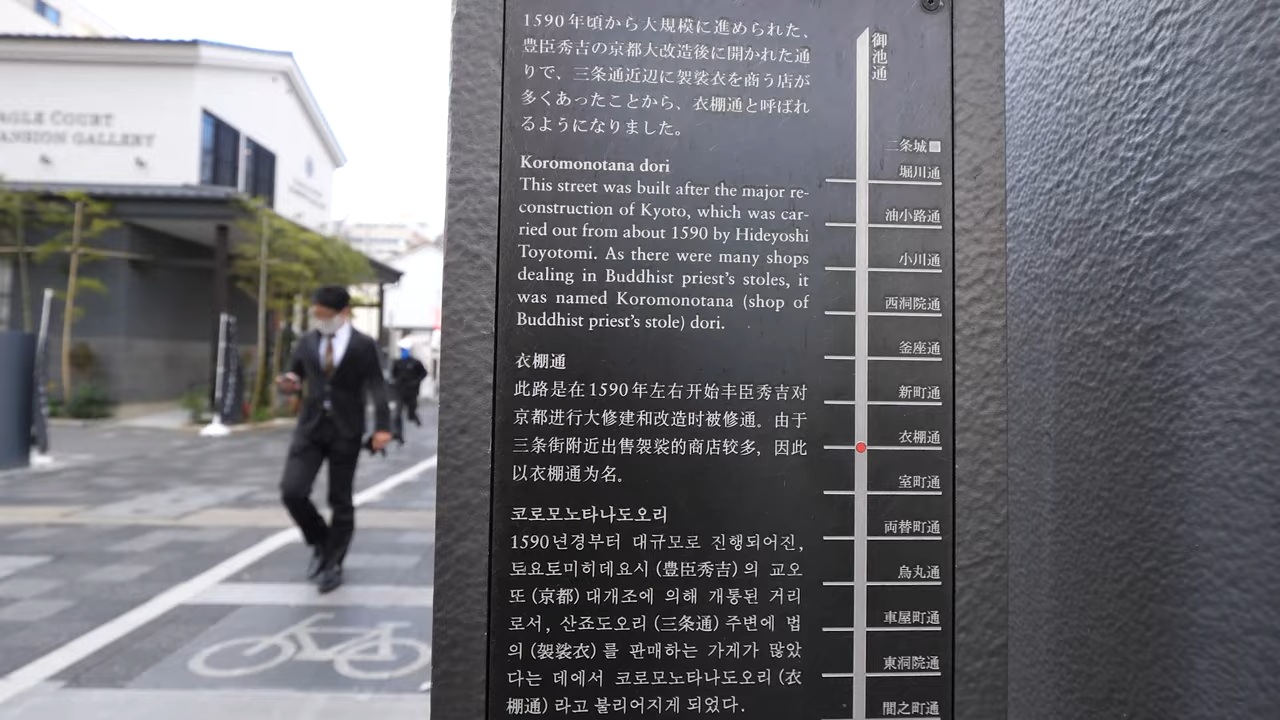 EAGLE COURT
MANSION GALLERY
1590年頃から大規模に進められた、
豊臣秀吉の京都大改造後に開かれた通
りで、三条通近辺に袈裟衣を商う店が
多くあったことから、衣棚通と呼ばれ
るようになりました。
Koromonotana dori
This street was built after the major re-
construction of Kyoto, which was car-
ried out from about 1590 by Hideyoshi
Toyotomi. As there were many shops
dealing in Buddhist priest's stoles, it
was named Koromonotana (shop of
Buddhist priest's stole) dori.
衣棚通
此路是在1590年左右开始丰臣秀吉对
京都进行大修建和改造时被修通。由于
三条街附近出售袈裟的商店较多，因此
以衣棚通为名。
코로모노타나도오리
1590년경부터 대규모로 진행되어진,
토요토미히데요시(豊臣秀吉)의 교오
또(京都)대개조에 의해 개통된 거리
로서, 산죠도오리(三条通)주변에 법
의(袈裟衣)를 판매하는 가게가 많았
다는 데에서 코로모노타나도오리(衣
棚通)라고 불리어지게 되었다.
御池通
二条城
堀川通
油小路通
小川通
西洞院通
釜座通
新町通
衣棚通
室町通
両替町通
烏丸通
車屋町通
東洞院通
間之町通